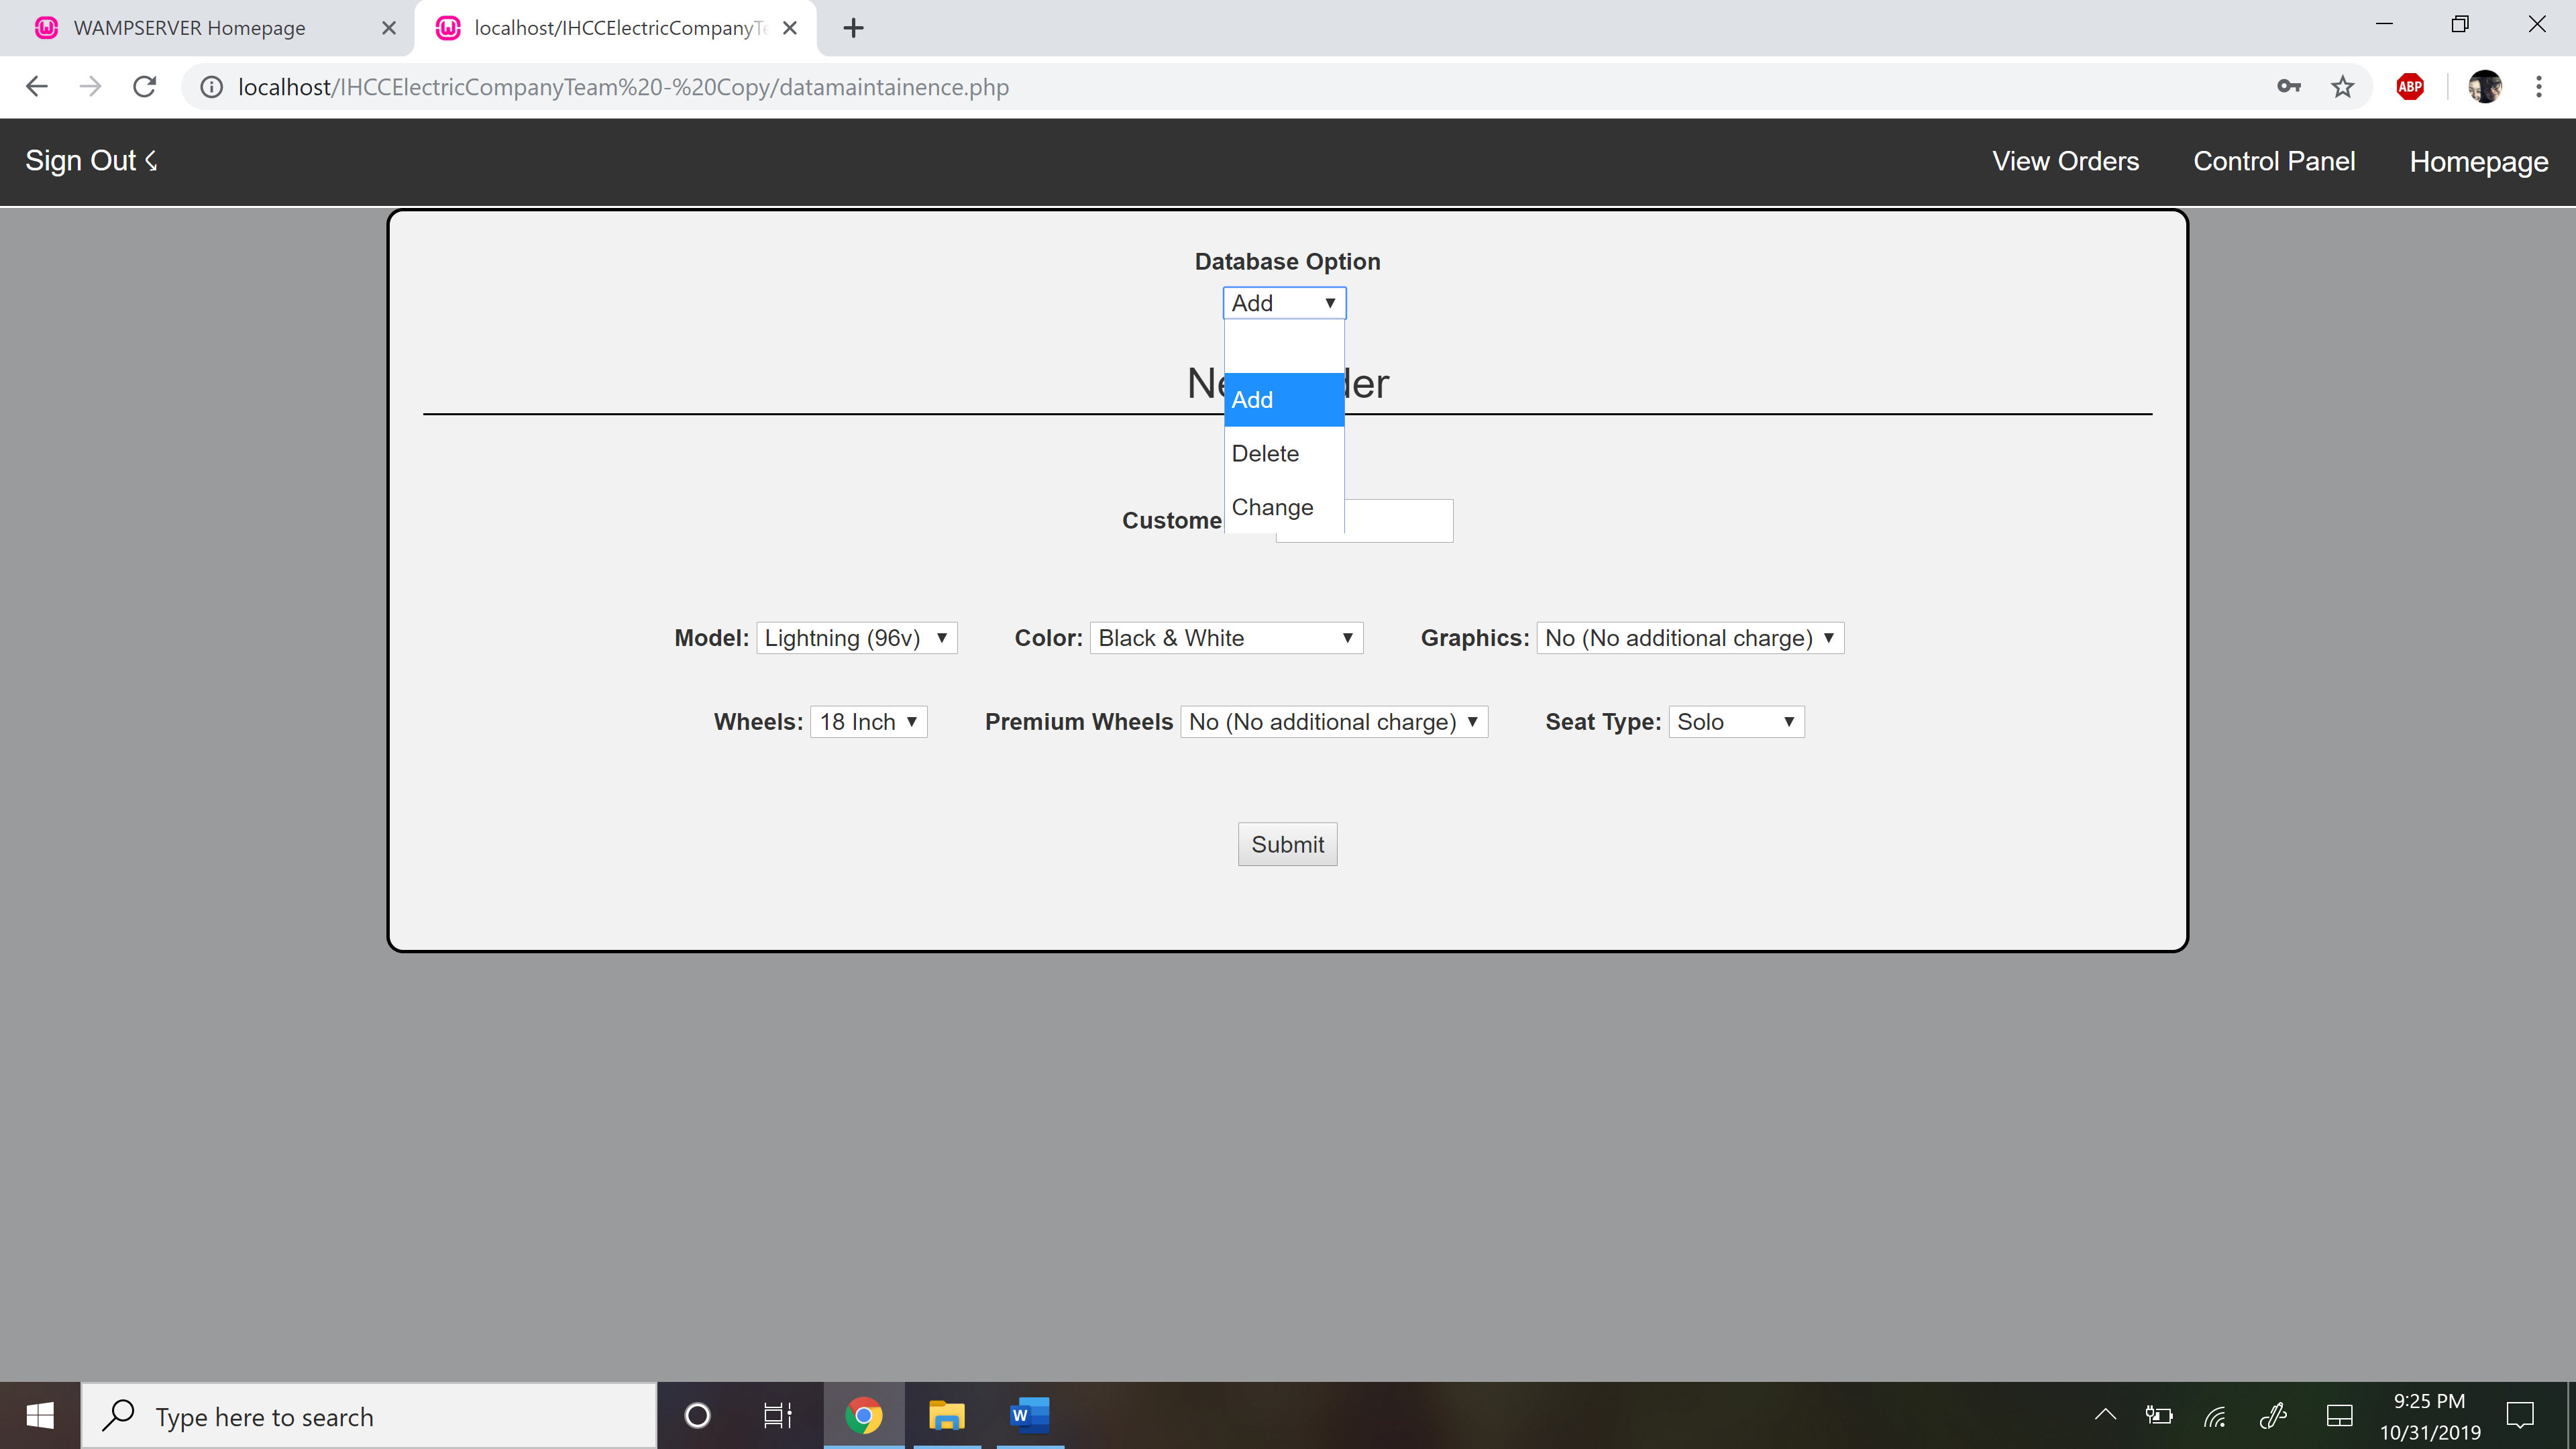 WAMPSERVER Homepage
localhost/IHCCElectricCompanyTe
localhost/IHCCElectricCompanyTeam%20-%20Copy/datamaintainence.php
ABP
Sign Out
View Orders
Control Panel
Homepage
Database Option
Add
Ne
der
Add
Delete
Change
Custome
Model: Lightning (96v)
Color: Black & White
Graphics: No (No additional charge)
Wheels: 18 Inch
Premium Wheels No (No additional charge)
Seat Type: Solo
Submit
Type here to search
W
9:25 PM
10/31/2019